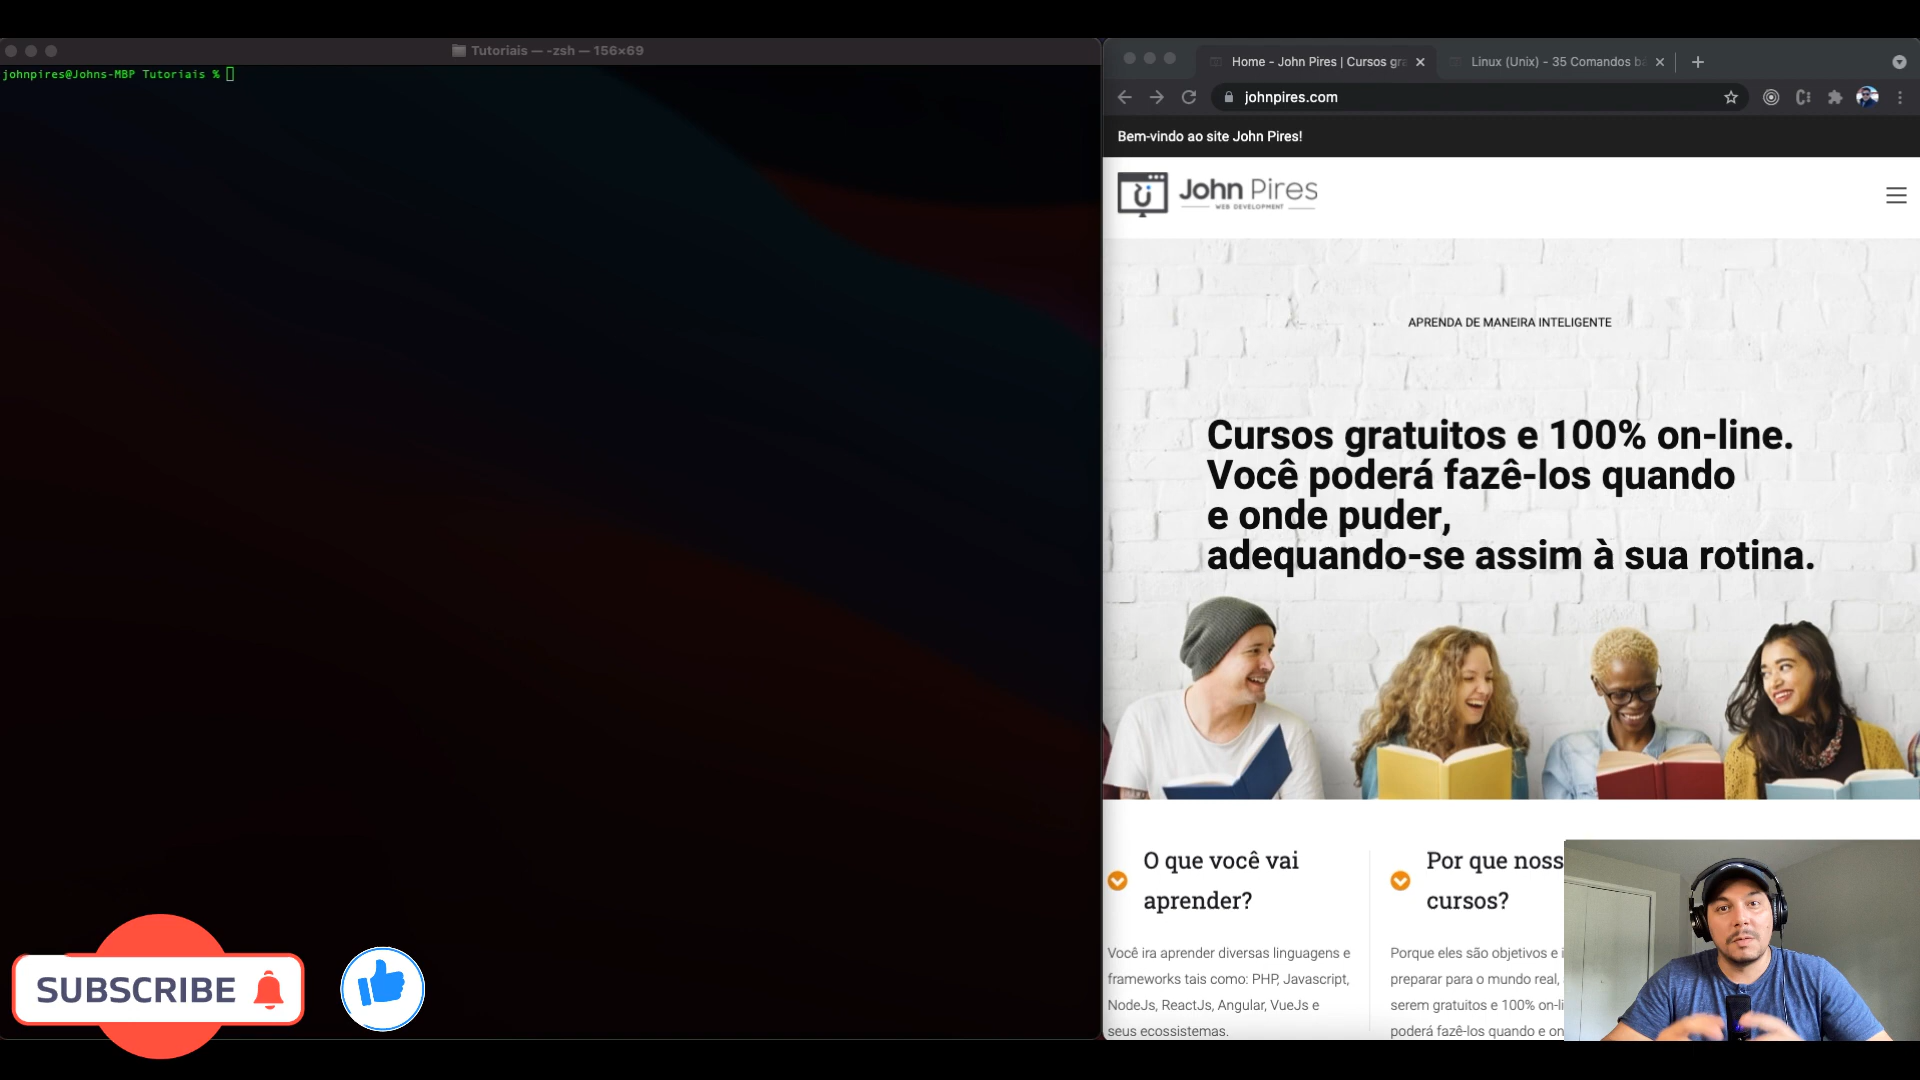 Tutoriais — -zsh — 156×69
johnpires@Johns-MBP Tutoriais %
Home - John Pires | Cursos gra
Linux (Unix) - 35 Comandos bá
johnpires.com
Bem-vindo ao site John Pires!
John Pires
WEB DEVELOPMENT
APRENDA DE MANEIRA INTELIGENTE
Cursos gratuitos e 100% on-line.
Você poderá fazê-los quando
e onde puder,
adequando-se assim à sua rotina.
O que você vai
aprender?
Você ira aprender diversas linguagens e
frameworks tais como: PHP, Javascript,
NodeJs, ReactJs, Angular, VueJs e
seus ecossistemas.
Por que noss
cursos?
Porque eles são objetivos e i
preparar para o mundo real,
serem gratuitos e 100% on-li
poderá fazê-los quando e on
SUBSCRIBE